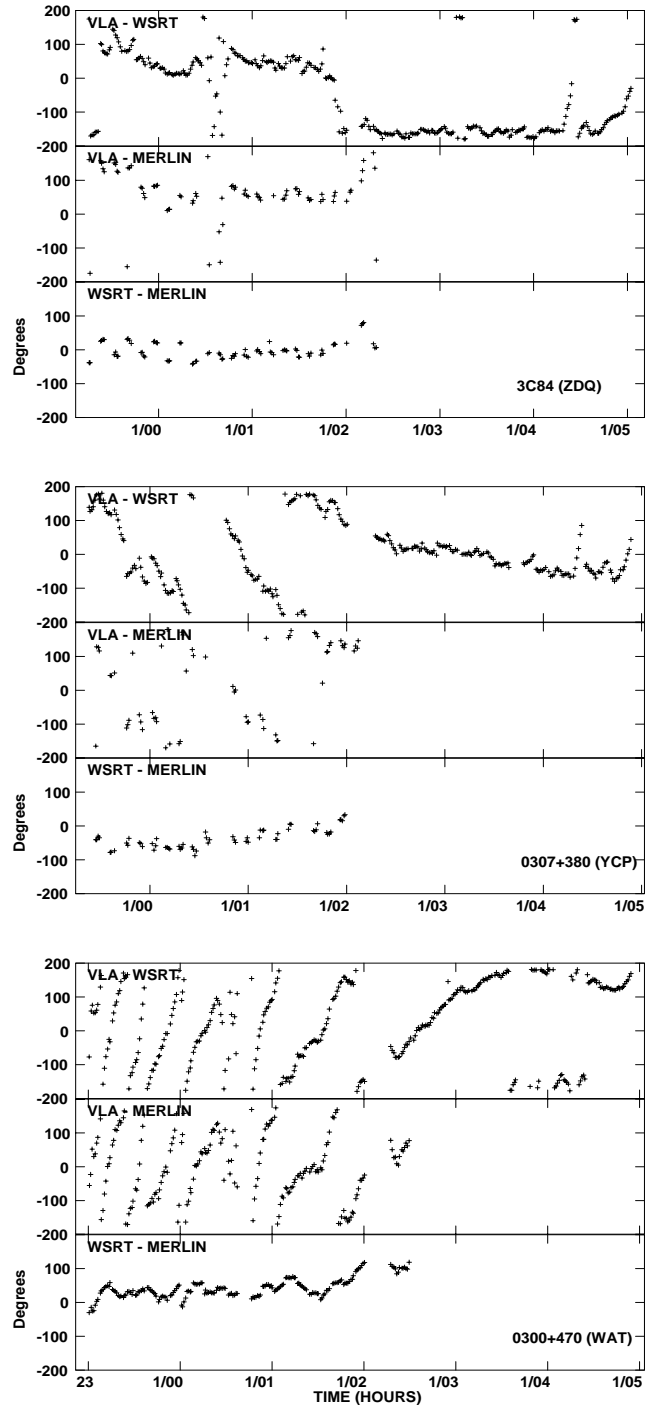 200 VLA - WSRT
100
0
-100
-200
VLA - MERLIN
100
0
-100
-200
WSRT - MERLIN
100
0
-100
-200
Degrees
3C84 (ZDQ)
1/00 1/01 1/02 1/03 1/04 1/05
200
VLA - WSRT
100
0
-100
-200
VLA - MERLIN
100
0
-100
-200
WSRT - MERLIN
100
0
-100
-200
Degrees
0307+380 (YCP)
1/00 1/01 1/02 1/03 1/04 1/05
200
VLA - WSRT
100
0
-100
-200
VLA - MERLIN
100
0
-100
-200
WSRT - MERLIN
100
0
-100
-200
Degrees
0300+470 (WAT)
23 1/00 1/01 1/02 1/03 1/04 1/05
TIME (HOURS)